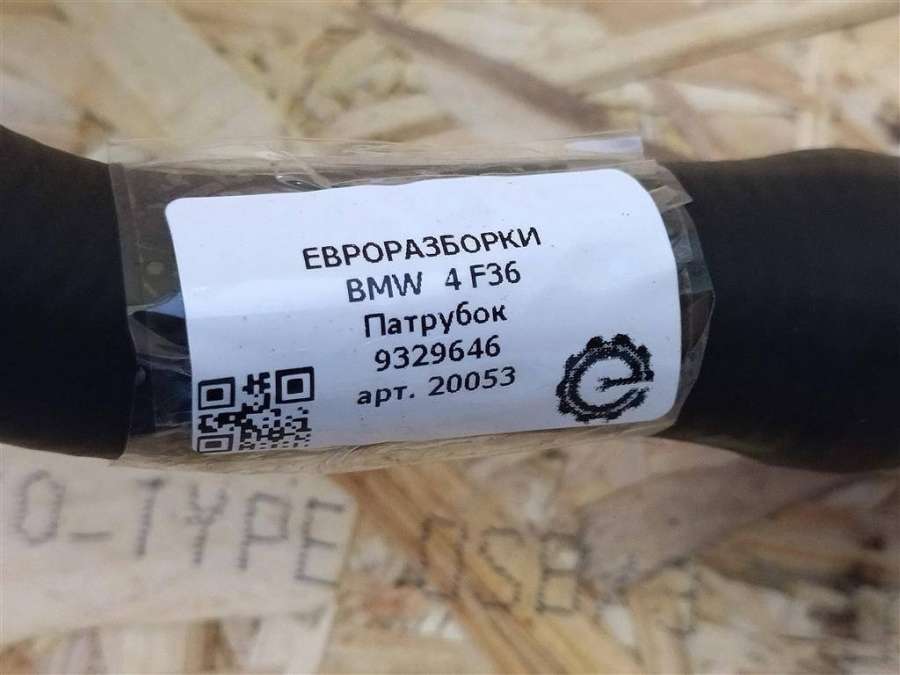 ЕВРОРАЗБОРКИ
BMW 4 F36
Патрубок
9329646
арт. 20053
O-TYPE OSB